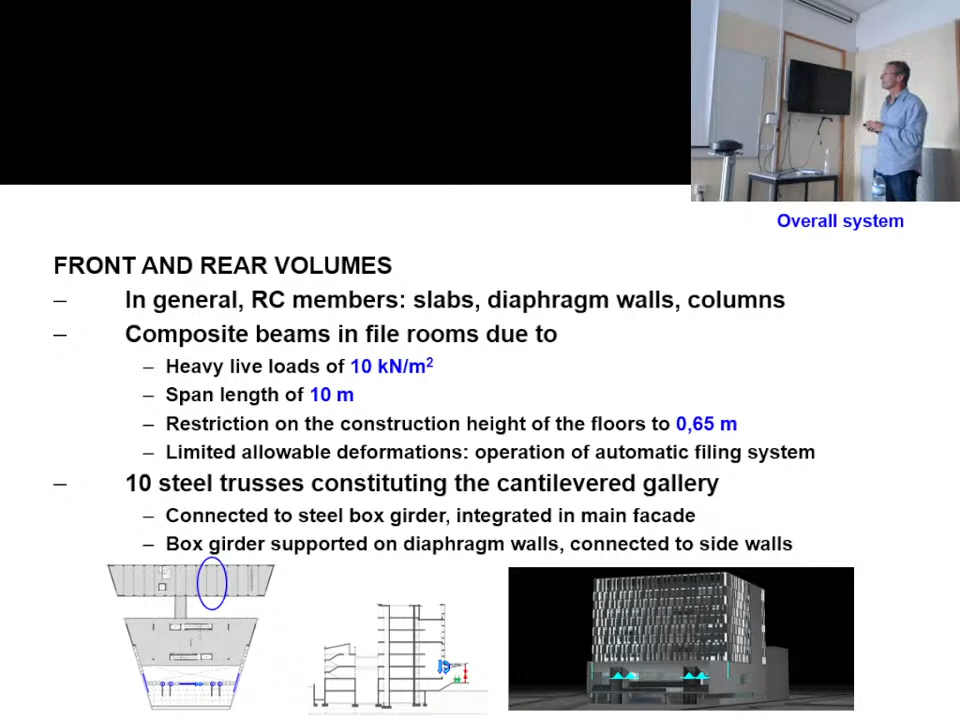 Overall system
FRONT AND REAR VOLUMES
– In general, RC members: slabs, diaphragm walls, columns
– Composite beams in file rooms due to
– Heavy live loads of 10 kN/m²
– Span length of 10 m
– Restriction on the construction height of the floors to 0,65 m
– Limited allowable deformations: operation of automatic filing system
– 10 steel trusses constituting the cantilevered gallery
– Connected to steel box girder, integrated in main facade
– Box girder supported on diaphragm walls, connected to side walls